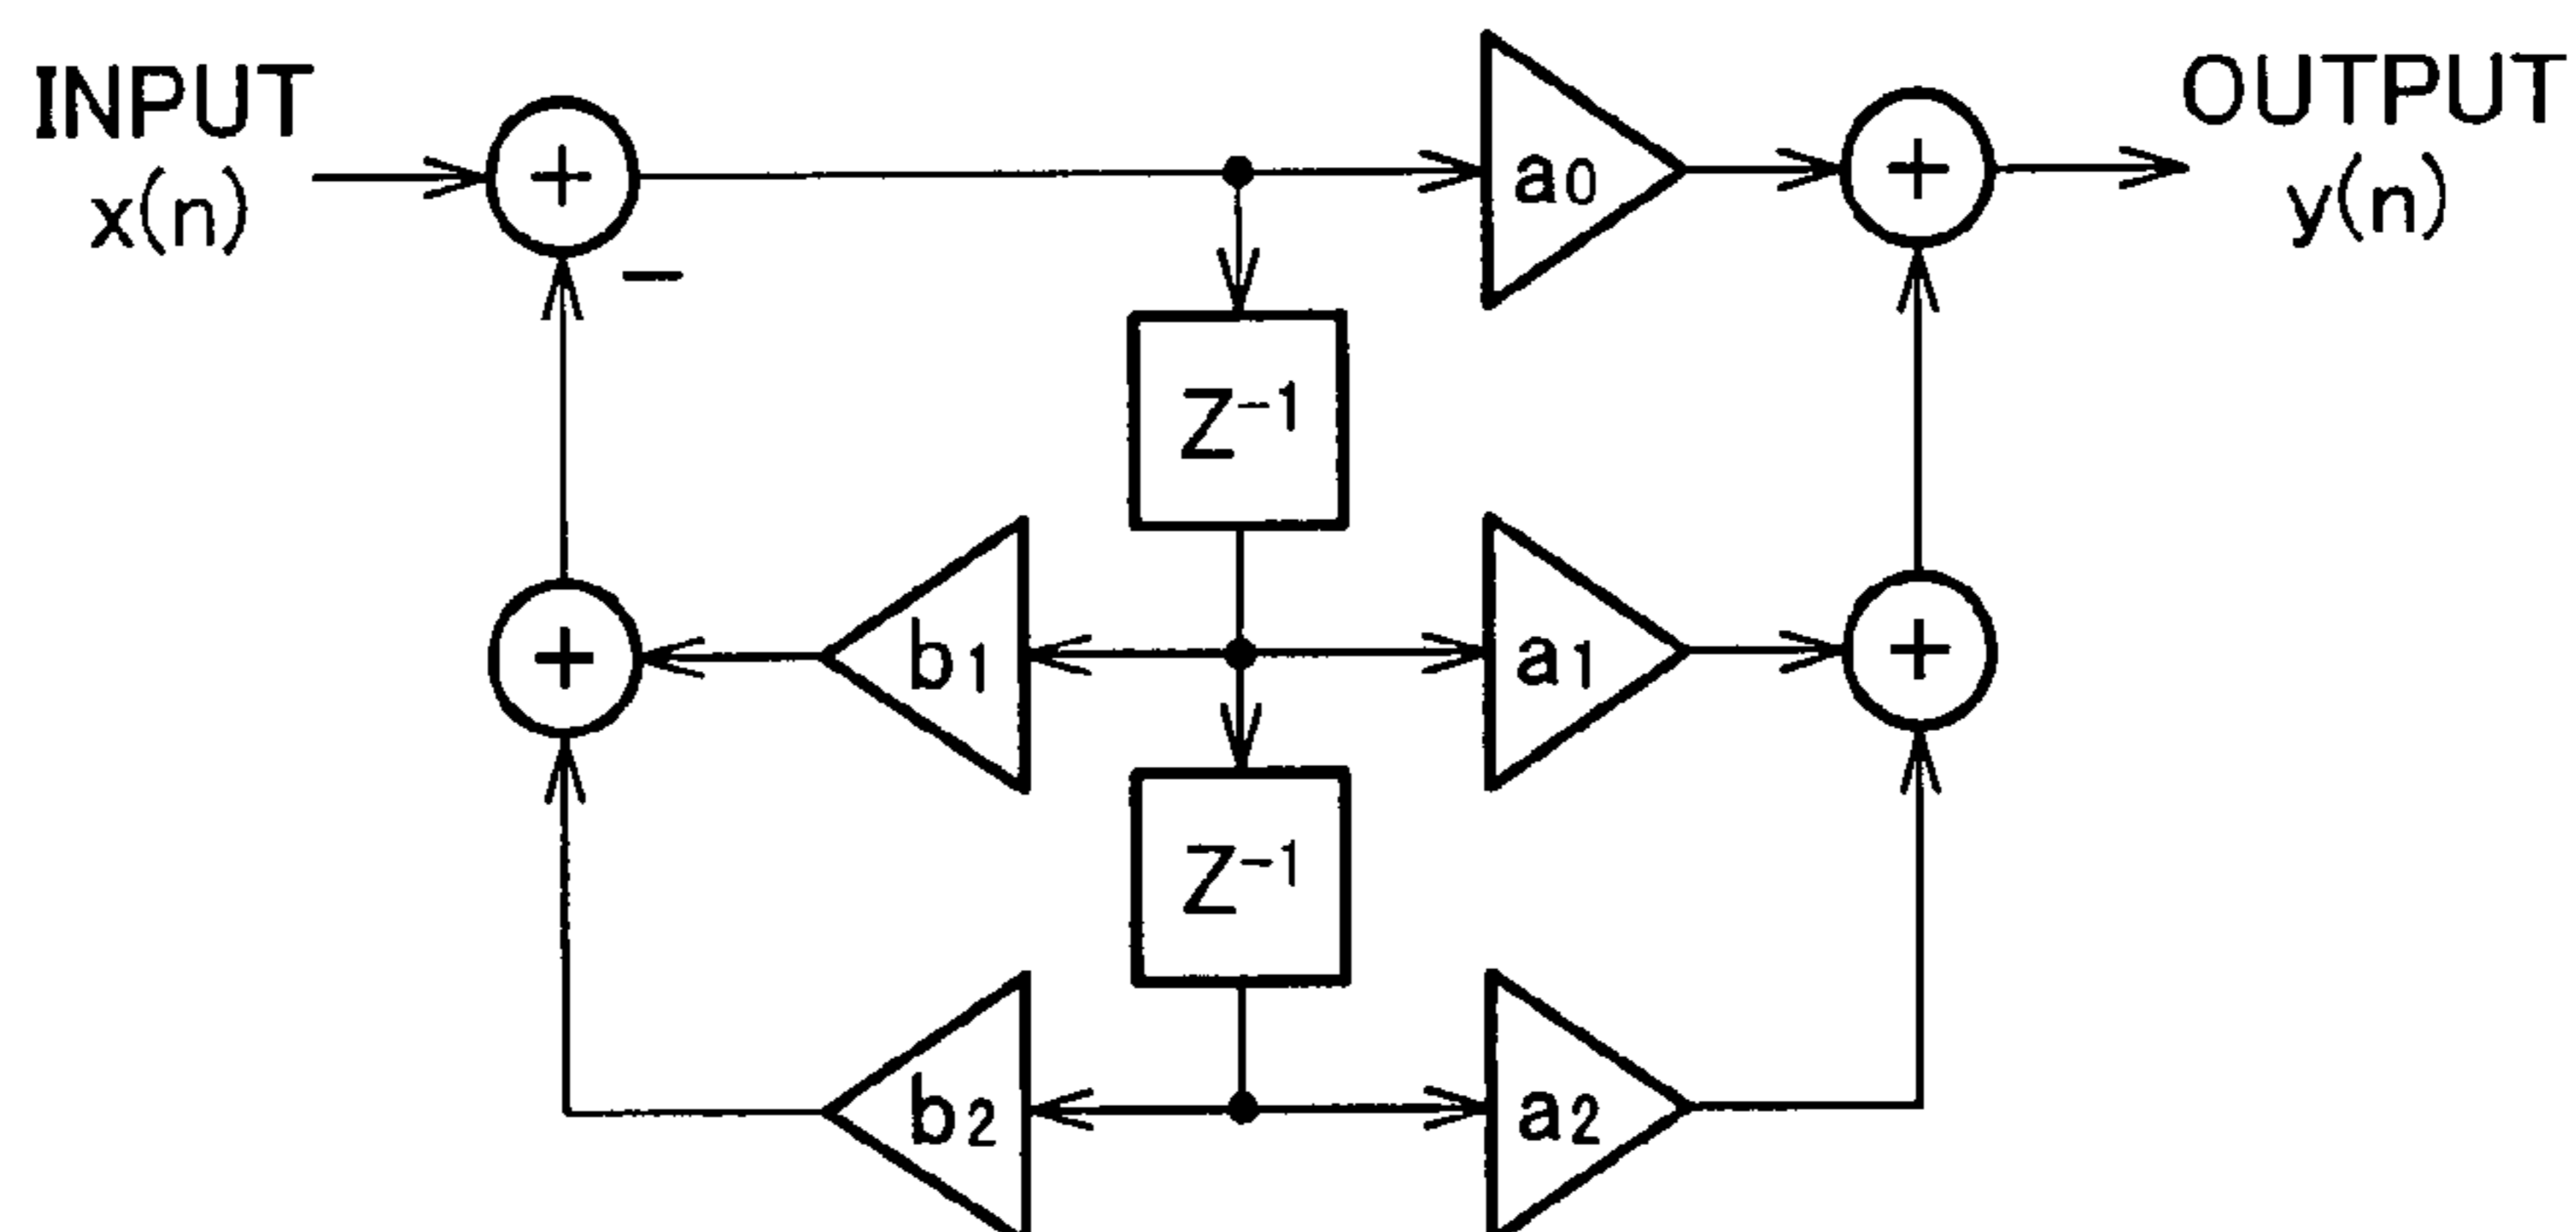 INPUT
x(n)
+
−
a0
+
OUTPUT
y(n)
Z-1
+
b1
a1
+
Z-1
b2
a2